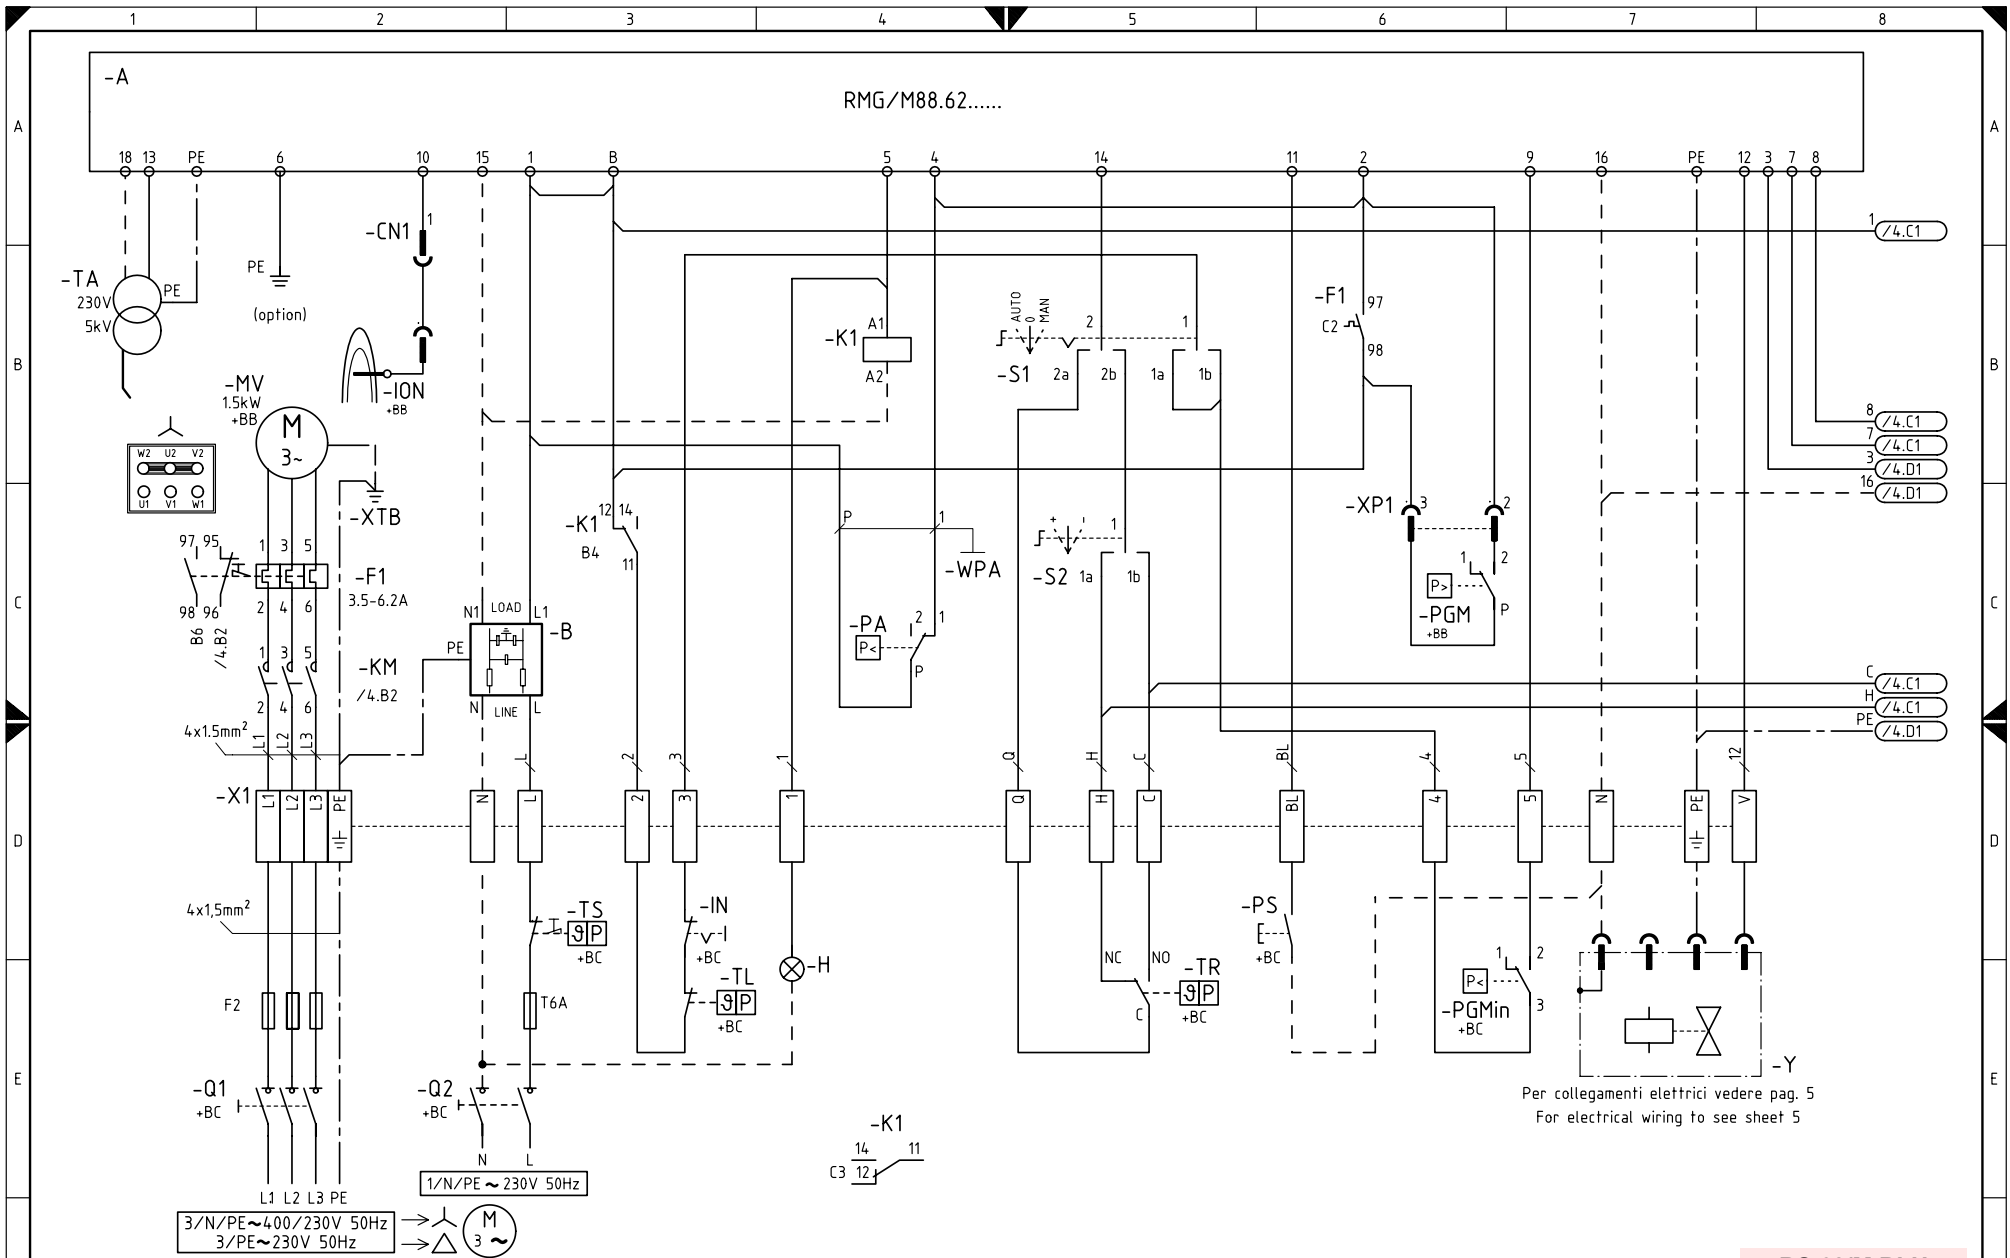 1 2 3 4 5 6 7 8
-A
RMG/M88.62......
A A
18 13 PE 6 10 15 1 B 5 4 14 11 2 9 16 PE 12 3 7 8
-CN1 1
1 /4.C1
-TA
230V
5kV
PE
PE
(option)
-ION
+BB
-K1
A1
A2
AUTO
0
MAN
-S1
2 1
2a 2b 1a 1b
-F1
C2
97
98
B B
8 /4.C1
7 /4.C1
3 /4.D1
16 /4.D1
-MV
1.5kW
+BB
M
3~
W2 U2 V2
U1 V1 W1
-XTB
97 95
98 96
B6
/4.B2
1 3 5
2 4 6
-F1
3.5-6.2A
-K1
B4
12 14
11
P 1
-WPA
-S2
1
1a 1b
-XP1 3 2
1 2
P>
P
-PGM
+BB
C C
N1 LOAD L1
PE
-B
N LINE L
-PA
P<
2 1
P
1 3 5
2 4 6
-KM
/4.B2
C /4.C1
H /4.C1
PE /4.D1
4x1.5mm²
L1 L2 L3
L 2 3 1 Q H C BL 4 5 12
-X1
L1 L2 L3 PE N L 2 3 1 Q H C BL 4 5 N PE V
D D
4x1,5mm²
-TS
ϑ P
+BC
-IN
+BC
-TL
ϑ P
+BC
-H
NC NO
C
-TR
ϑ P
+BC
-PS
+BC
1 2
3
P<
-PGMin
+BC
F2
T6A
-Y
E E
-Q1
+BC
-Q2
+BC
Per collegamenti elettrici vedere pag. 5
For electrical wiring to see sheet 5
-K1
14 11
C3 12
N L
1/N/PE ~ 230V 50Hz
L1 L2 L3 PE
3/N/PE~400/230V 50Hz
3/PE~230V 50Hz
M
3 ~